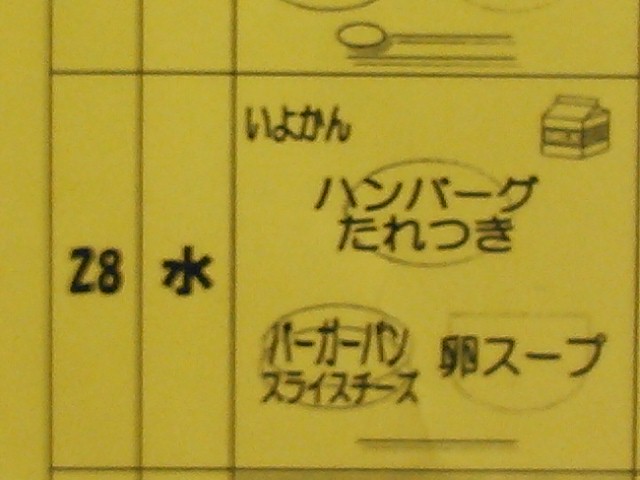 28
水
いよかん
ハンバーグ
たれつき
バーガーパン
スライスチーズ
卵スープ